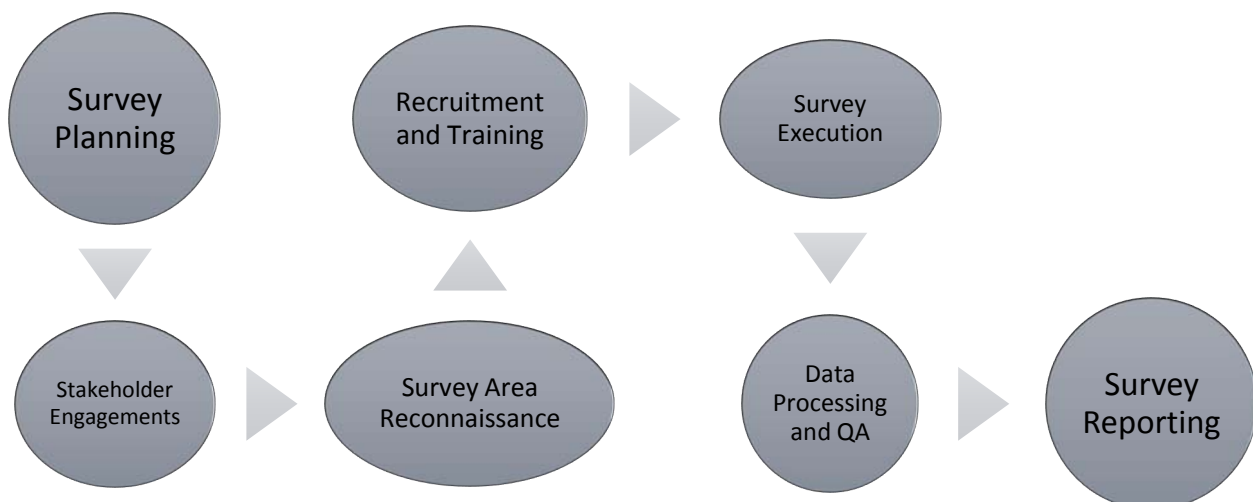 Survey
Planning
Stakeholder
Engagements
Survey Area
Reconnaissance
Recruitment
and Training
Survey
Execution
Data
Processing
and QA
Survey
Reporting